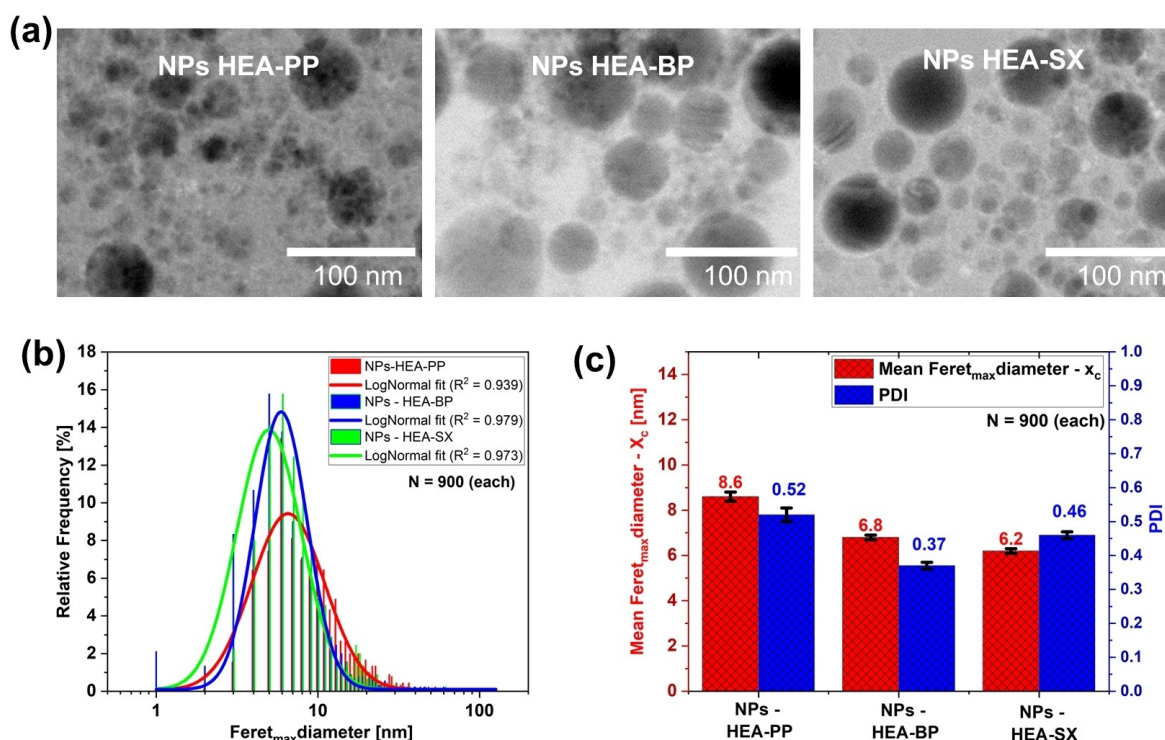 (a)
NPs HEA-PP
100 nm
NPs HEA-BP
100 nm
NPs HEA-SX
100 nm
(b)
Relative Frequency [%]
18
16
14
12
10
8
6
4
2
0
NPs-HEA-PP
LogNormal fit (R² = 0.939)
NPs - HEA-BP
LogNormal fit (R² = 0.979)
NPs - HEA-SX
LogNormal fit (R² = 0.973)
N = 900 (each)
1
10
100
Feretmaxdiameter [nm]
(c)
Mean Feretmaxdiameter - Xc [nm]
14
12
10
8
6
4
2
0
Mean Feretmaxdiameter - xc
PDI
N = 900 (each)
8.6
0.52
6.8
0.37
6.2
0.46
1.0
0.9
0.8
0.7
0.6
0.5
0.4
0.3
0.2
0.1
0.0
PDI
NPs -
HEA-PP
NPs -
HEA-BP
NPs -
HEA-SX